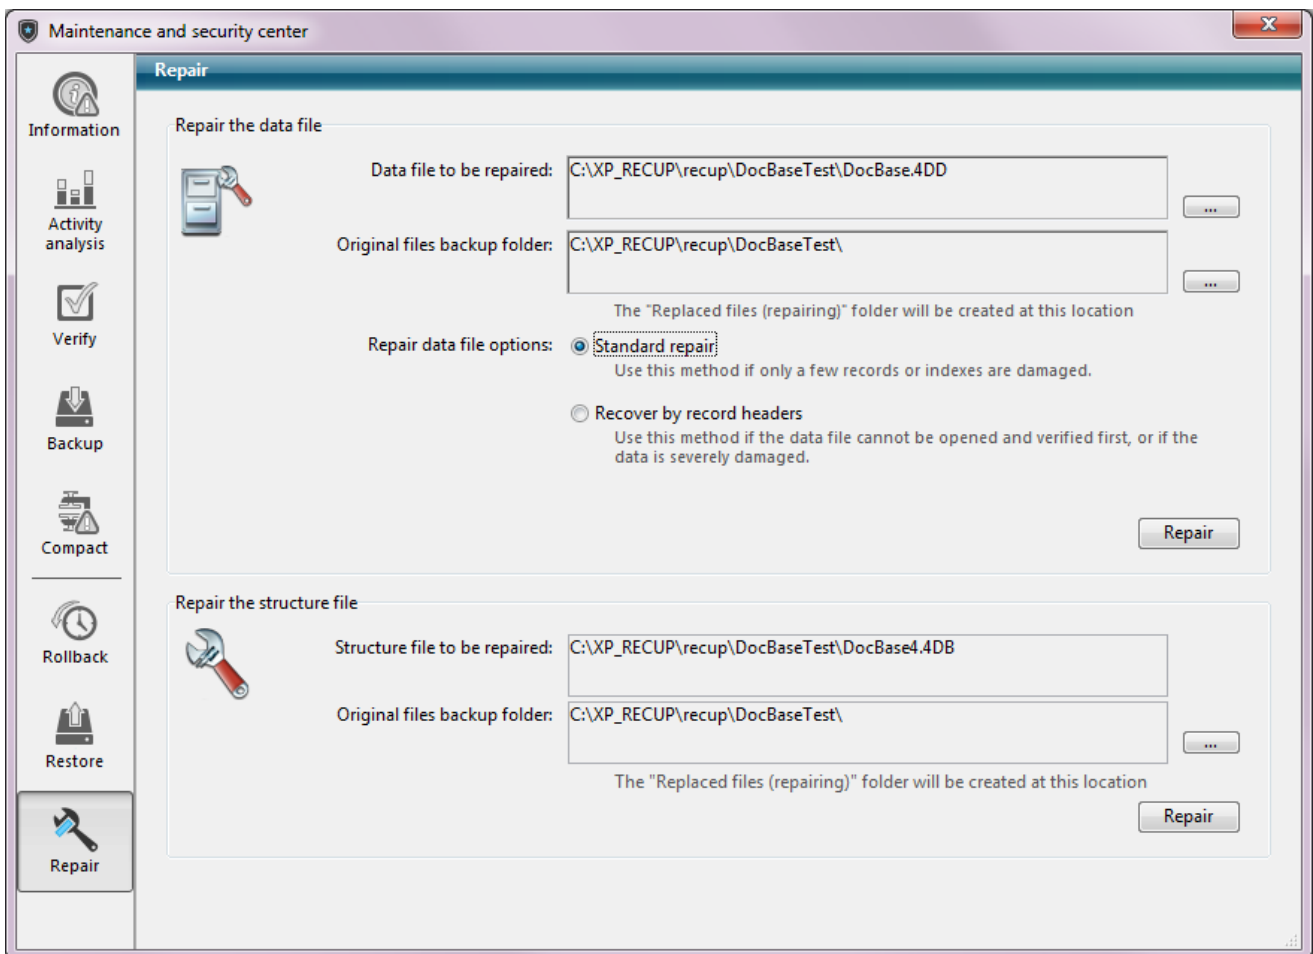 Maintenance and security center
Repair
Information
Activity
analysis
Verify
Backup
Compact
Rollback
Restore
Repair
Repair the data file
Data file to be repaired: C:\XP_RECUP\recup\DocBaseTest\DocBase.4DD
...
Original files backup folder: C:\XP_RECUP\recup\DocBaseTest\
...
The "Replaced files (repairing)" folder will be created at this location
Repair data file options: Standard repair
Use this method if only a few records or indexes are damaged.
Recover by record headers
Use this method if the data file cannot be opened and verified first, or if the
data is severely damaged.
Repair
Repair the structure file
Structure file to be repaired: C:\XP_RECUP\recup\DocBaseTest\DocBase4.4DB
Original files backup folder: C:\XP_RECUP\recup\DocBaseTest\
...
The "Replaced files (repairing)" folder will be created at this location
Repair